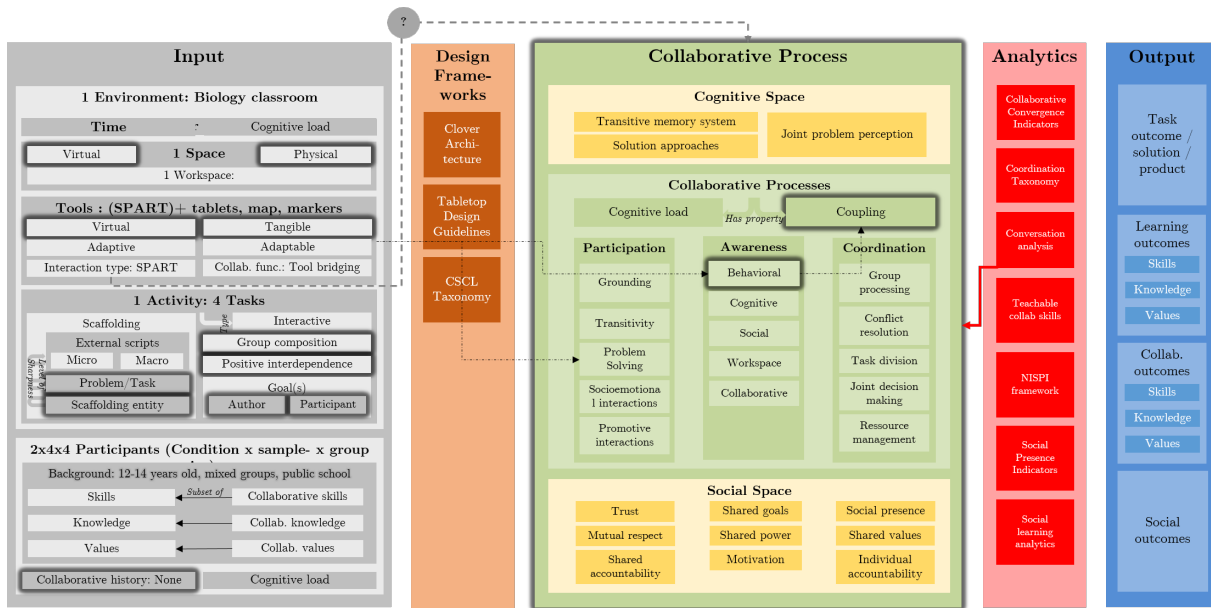 ?
Input
1 Environment: Biology classroom
Time
:
Cognitive load
Virtual
1 Space
Physical
1 Workspace:
Tools : (SPART)+ tablets, map, markers
Virtual
Tangible
Adaptive
Adaptable
Interaction type: SPART
Collab. func.: Tool bridging
1 Activity: 4 Tasks
Scaffolding
External scripts
Micro
Macro
Level of
Sharpness
Problem/Task
Scaffolding entity
Type
Interactive
Group composition
Positive interdependence
Goal(s)
Author
Participant
2x4x4 Participants (Condition x sample- x group
Background: 12-14 years old, mixed groups, public school
Skills
Subset of
Collaborative skills
Knowledge
Collab. knowledge
Values
Collab. values
Collaborative history: None
Cognitive load
Design
Frame-
works
Clover
Archi-
tecture
Tabletop
Design
Guidelines
CSCL
Taxonomy
Collaborative Process
Cognitive Space
Transitive memory system
Solution approaches
Joint problem perception
Collaborative Processes
Cognitive load
Has property
Coupling
Participation
Grounding
Transitivity
Problem
Solving
Socioemotiona
l interactions
Promotive
interactions
Awareness
Behavioral
Cognitive
Social
Workspace
Collaborative
Coordination
Group
processing
Conflict
resolution
Task division
Joint decision
making
Ressource
management
Social Space
Trust
Mutual respect
Shared
accountability
Shared goals
Shared power
Motivation
Social presence
Shared values
Individual
accountability
Analytics
Collaborative
Convergence
Indicators
Coordination
Taxonomy
Conversation
analysis
Teachable
collab skills
NISPI
framework
Social
Presence
Indicators
Social
learning
analytics
Output
Task
outcome /
solution /
product
Learning
outcomes
Skills
Knowledge
Values
Collab.
outcomes
Skills
Knowledge
Values
Social
outcomes